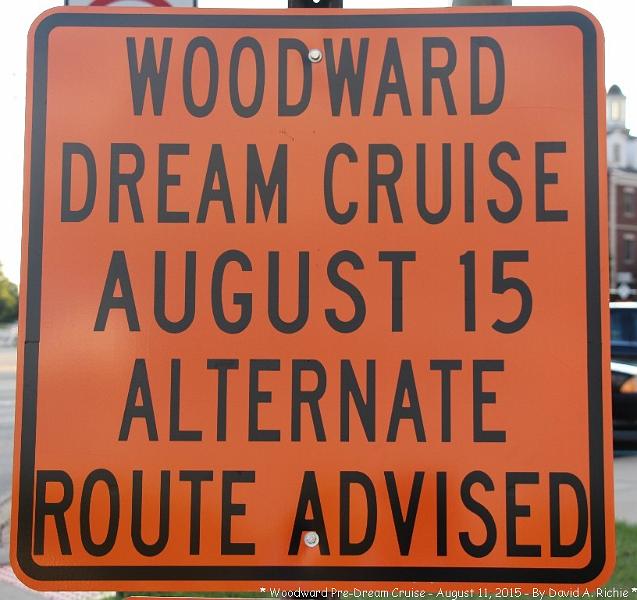 WOODWARD
DREAM CRUISE
AUGUST 15
ALTERNATE
ROUTE ADVISED
* Woodward Pre-Dream Cruise - August 11, 2015 - By David A. Richie *